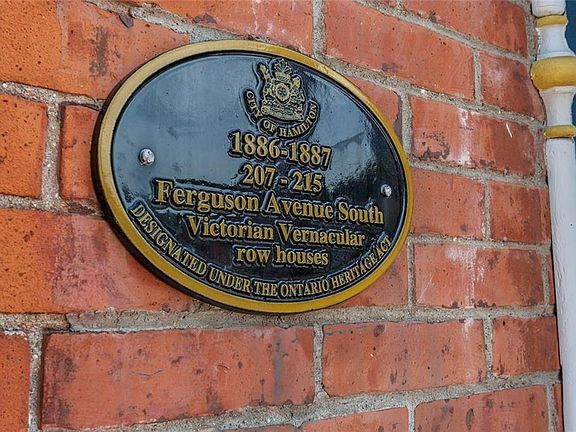 CITY OF HAMILTON
1886-1887
207 - 215
Ferguson Avenue South
Victorian Vernacular
row houses
DESIGNATED UNDER THE ONTARIO HERITAGE ACT